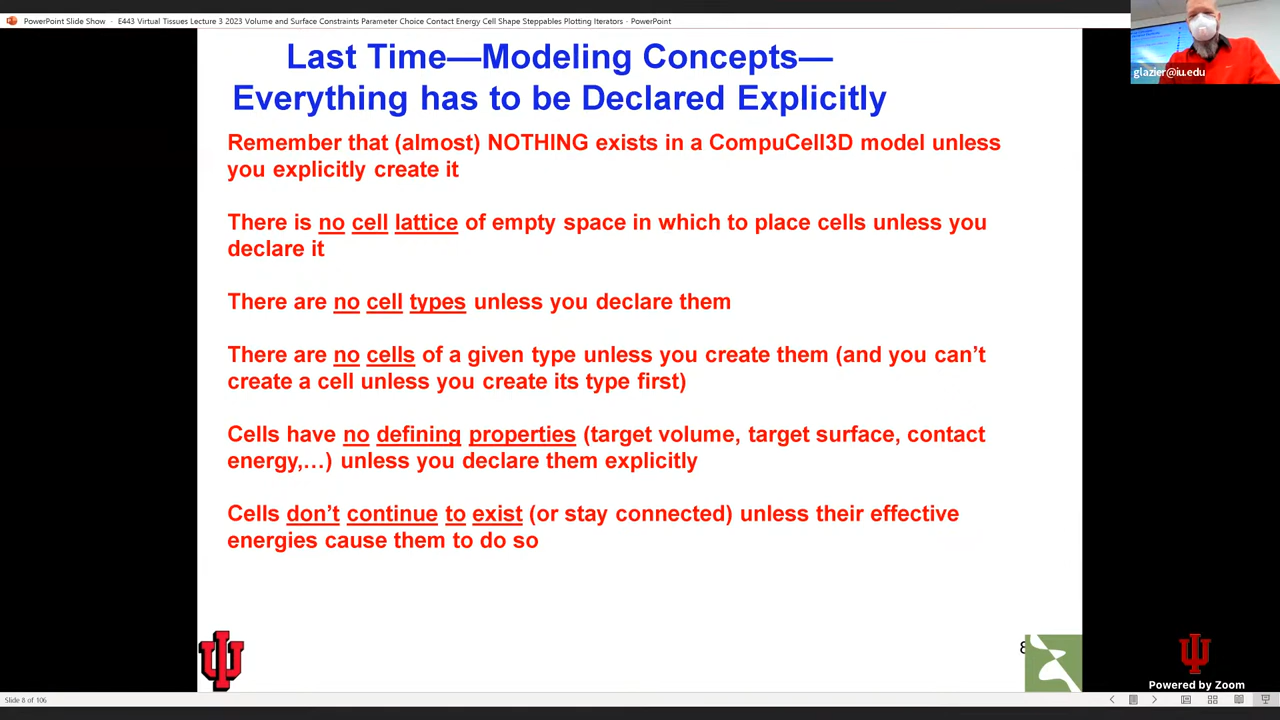 PowerPoint Slide Show - E443 Virtual Tissues Lecture 3 2023 Volume and Surface Constraints Parameter Choice Contact Energy Cell Shape Steppables Plotting Iterators - PowerPoint
glazier@iu.edu
Last Time—Modeling Concepts—
Everything has to be Declared Explicitly
Remember that (almost) NOTHING exists in a CompuCell3D model unless
you explicitly create it
There is no cell lattice of empty space in which to place cells unless you
declare it
There are no cell types unless you declare them
There are no cells of a given type unless you create them (and you can’t
create a cell unless you create its type first)
Cells have no defining properties (target volume, target surface, contact
energy,…) unless you declare them explicitly
Cells don’t continue to exist (or stay connected) unless their effective
energies cause them to do so
8
Powered by Zoom
Slide 8 of 106